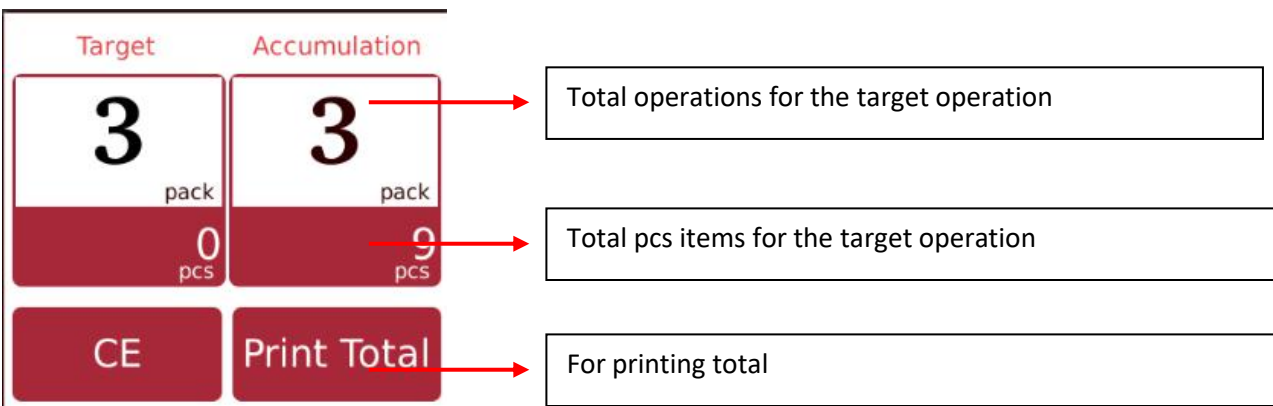 Target Accumulation
3 3
pack pack
0 9
pcs pcs
CE Print Total
Total operations for the target operation
Total pcs items for the target operation
For printing total